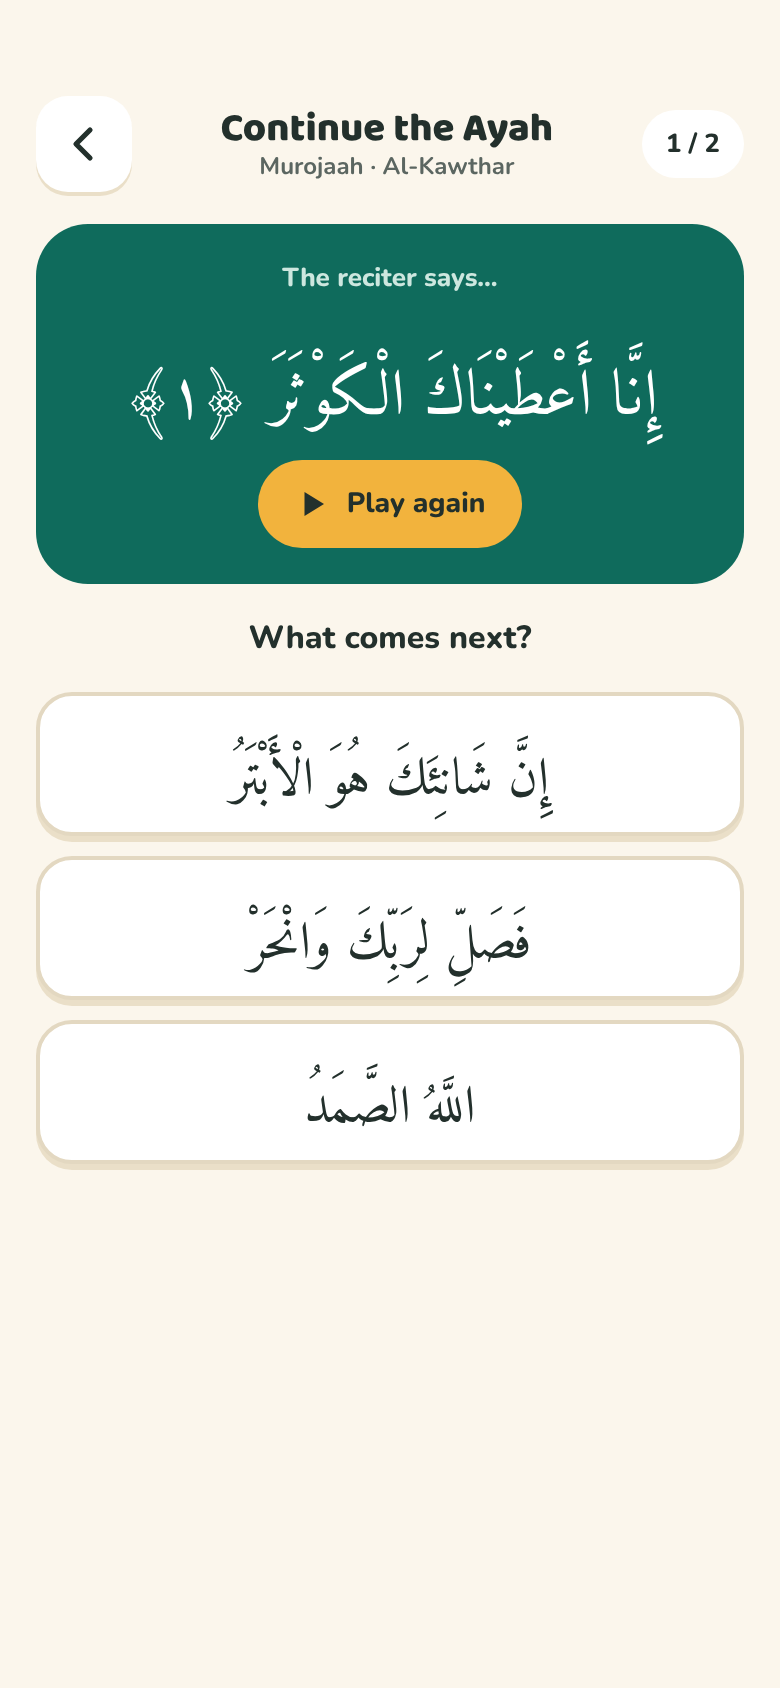 Continue the Ayah
Murojaah · Al-Kawthar
1 / 2
The reciter says...
إِنَّا أَعْطَيْنَاكَ الْكَوْثَرَ ﴿١﴾
Play again
What comes next?
إِنَّ شَانِئَكَ هُوَ الْأَبْتَرُ
فَصَلِّ لِرَبِّكَ وَانْحَرْ
اللَّهُ الصَّمَدُ